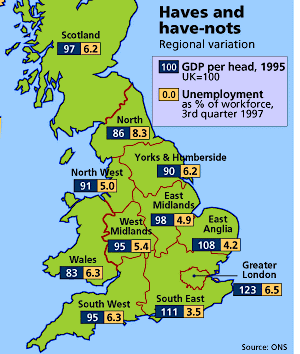 Haves and
have-nots
Regional variation
100 GDP per head, 1995
UK=100
0.0 Unemployment
as % of workforce,
3rd quarter 1997
Scotland
97 6.2
North
86 8.3
Yorks & Humberside
90 6.2
North West
91 5.0
East
Midlands
98 4.9
West
Midlands
95 5.4
East
Anglia
108 4.2
Wales
83 6.3
Greater
London
123 6.5
South West
95 6.3
South East
111 3.5
Source: ONS